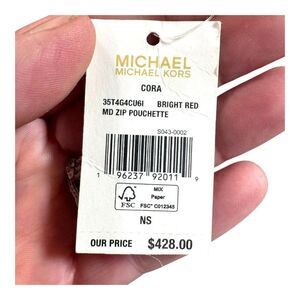 MICHAEL
MICHAEL KORS
CORA
35T4G4CU6I BRIGHT RED
MD ZIP POUCHETTE
S043-0002
1 96237 92011 9
FSC
MIX
Paper
FSC® C012345
NS
OUR PRICE $428.00